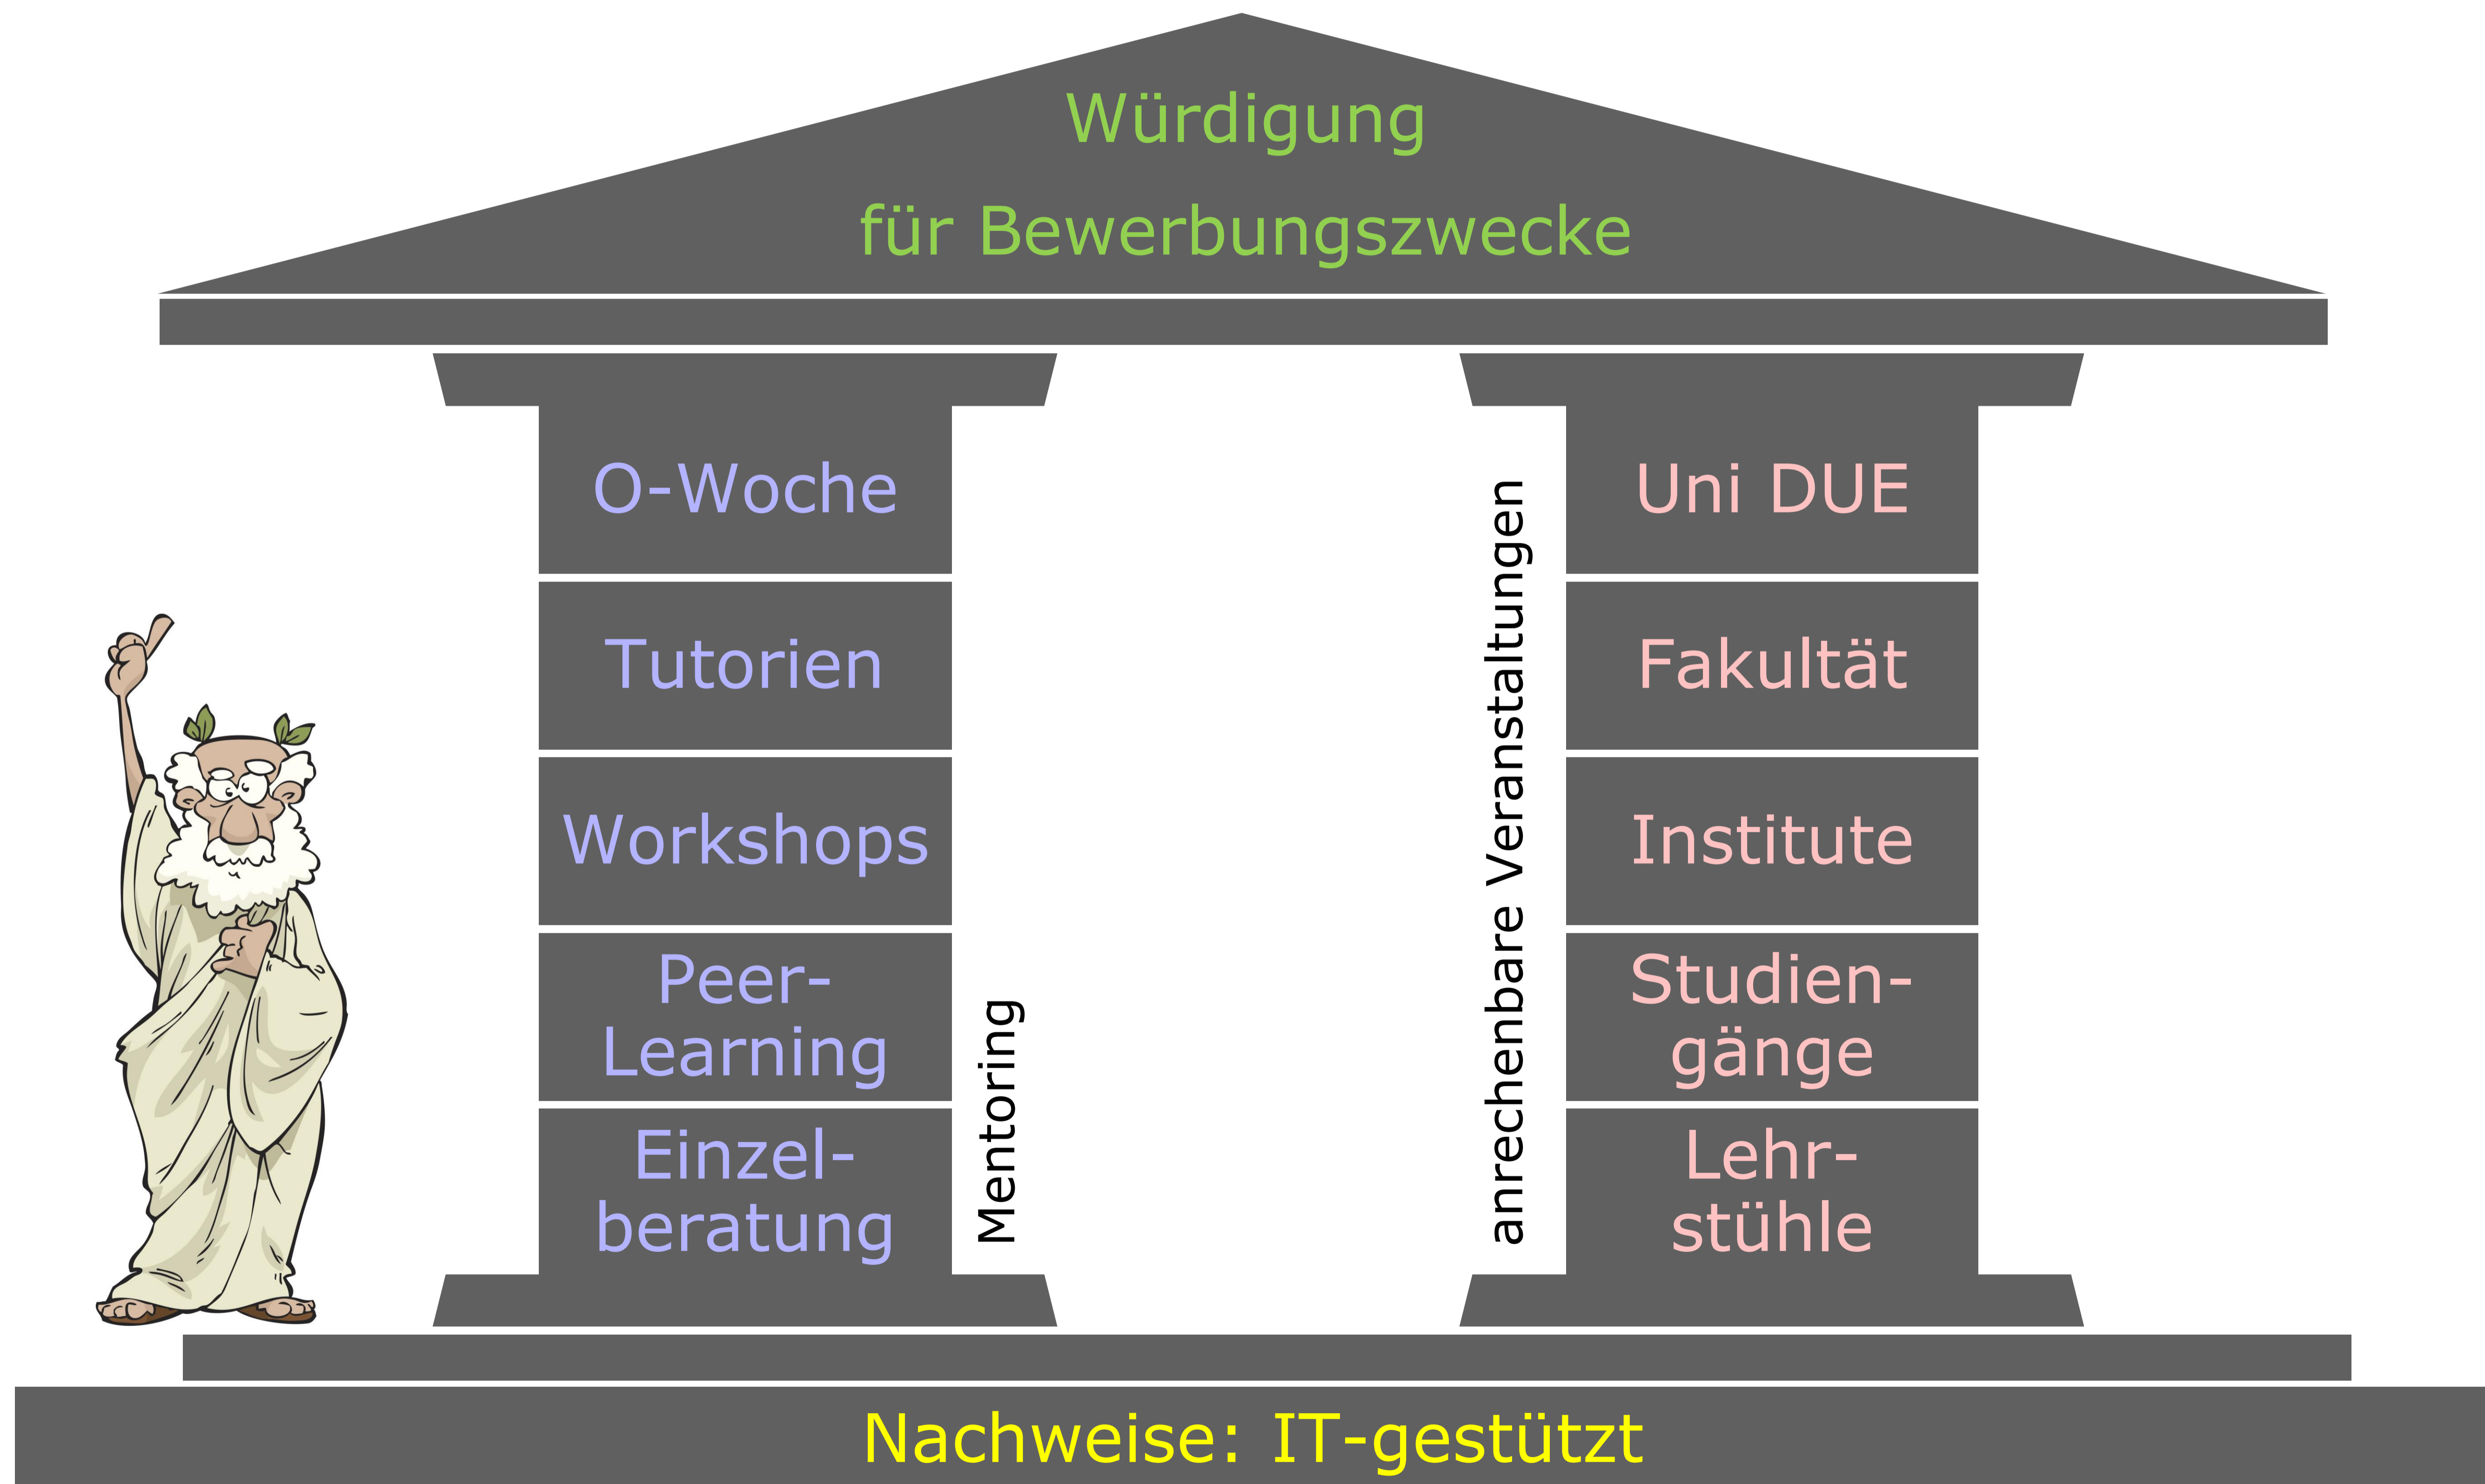 Würdigung
für Bewerbungszwecke
O-Woche
Tutorien
Workshops
Peer-
Learning
Einzel-
beratung
Mentoring
anrechenbare Veranstaltungen
Uni DUE
Fakultät
Institute
Studien-
gänge
Lehr-
stühle
Nachweise: IT-gestützt